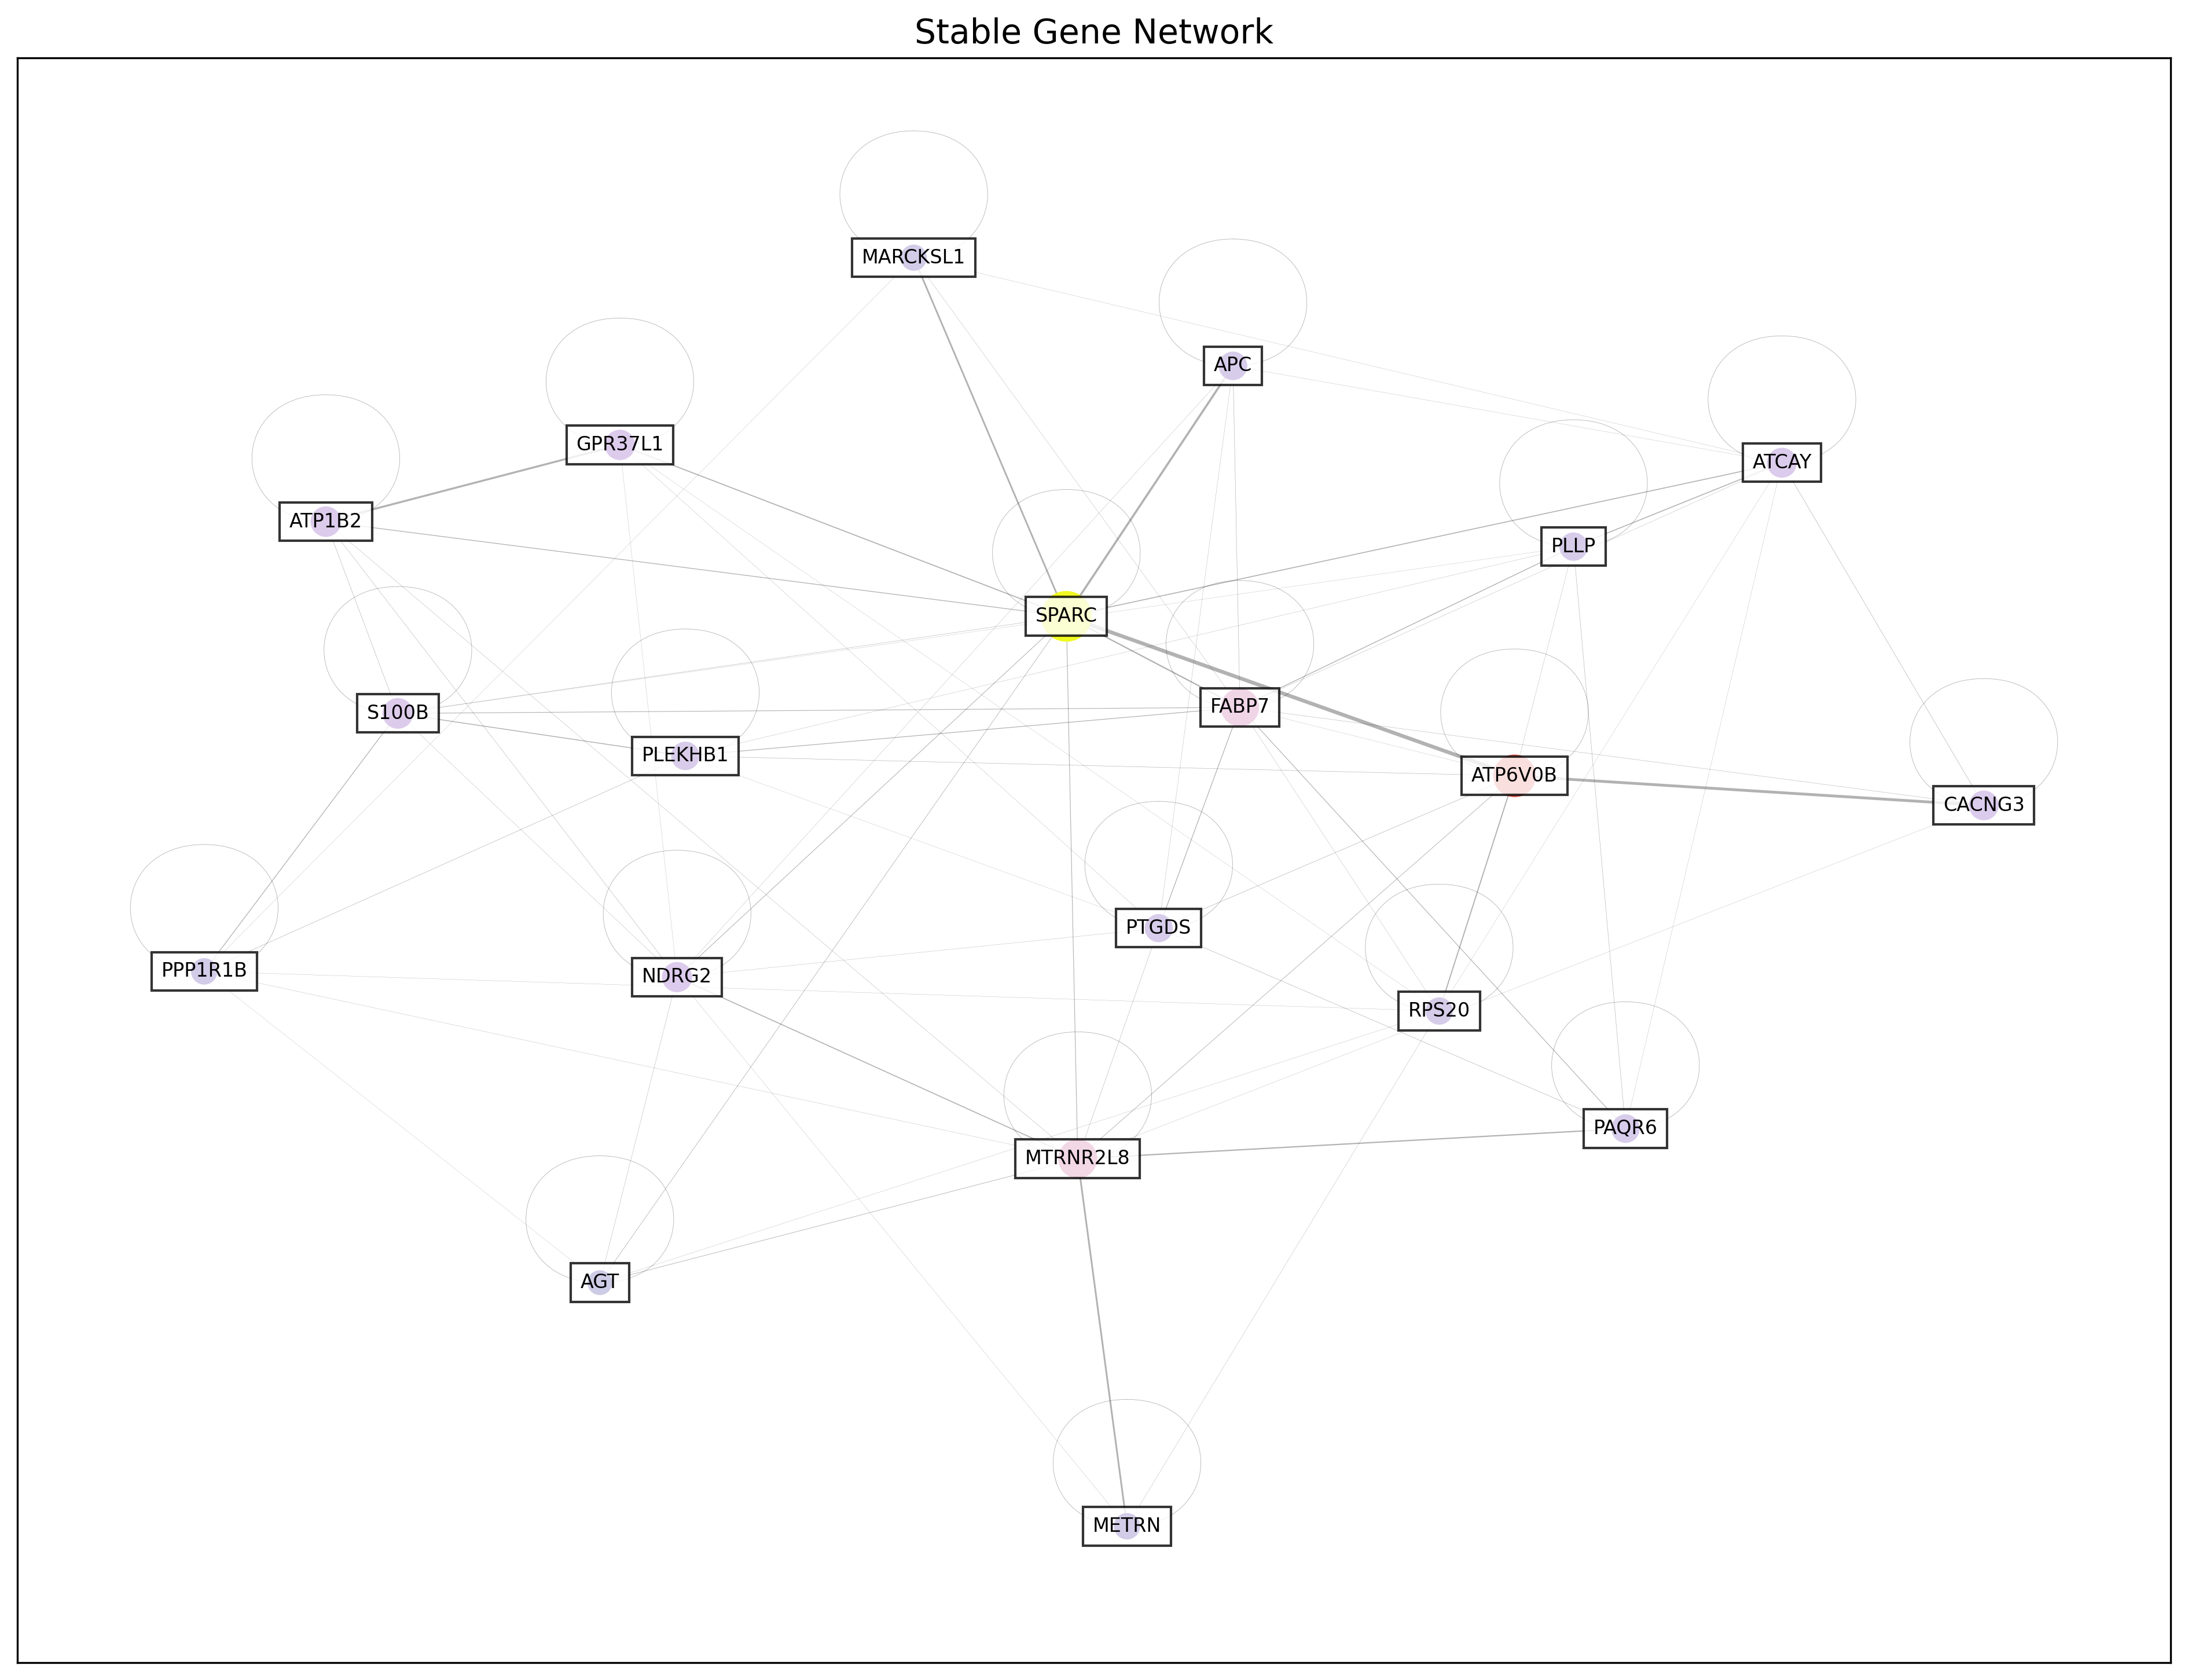 Stable Gene Network
MARCKSL1
APC
GPR37L1
ATCAY
ATP1B2
PLLP
SPARC
FABP7
S100B
PLEKHB1
ATP6V0B
CACNG3
PTGDS
PPP1R1B
NDRG2
RPS20
PAQR6
MTRNR2L8
AGT
METRN